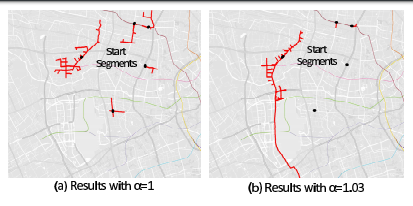 Start
Segments
Start
Segments
(a) Results with α=1
(b) Results with α=1.03